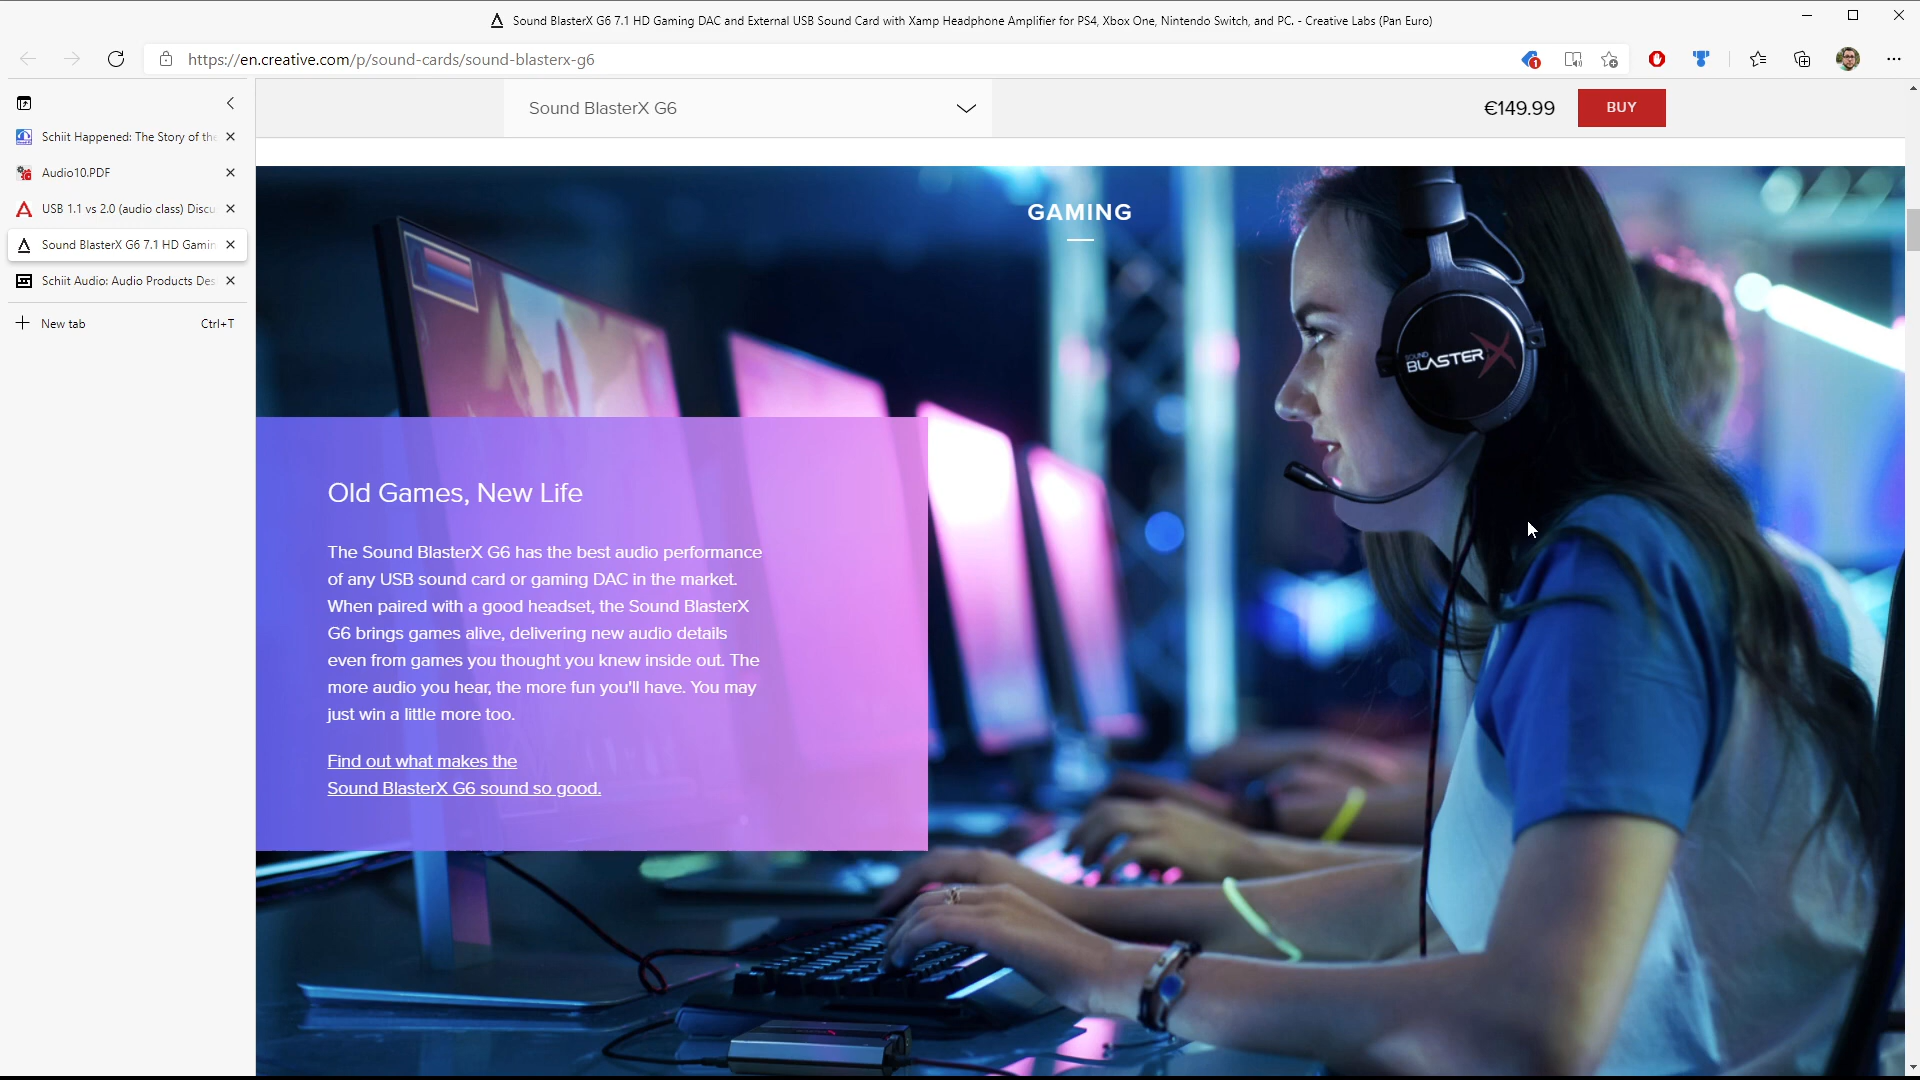 Sound BlasterX G6 7.1 HD Gaming DAC and External USB Sound Card with Xamp Headphone Amplifier for PS4, Xbox One, Nintendo Switch, and PC. - Creative Labs (Pan Euro)
https://en.creative.com/p/sound-cards/sound-blasterx-g6
1
Schiit Happened: The Story of the
Audio10.PDF
USB 1.1 vs 2.0 (audio class) Discu
Sound BlasterX G6 7.1 HD Gamin
Schiit Audio: Audio Products Des
New tab Ctrl+T
Sound BlasterX G6
€149.99 BUY
GAMING
SOUND
BLASTERX
Old Games, New Life
The Sound BlasterX G6 has the best audio performance
of any USB sound card or gaming DAC in the market.
When paired with a good headset, the Sound BlasterX
G6 brings games alive, delivering new audio details
even from games you thought you knew inside out. The
more audio you hear, the more fun you'll have. You may
just win a little more too.
Find out what makes the
Sound BlasterX G6 sound so good.